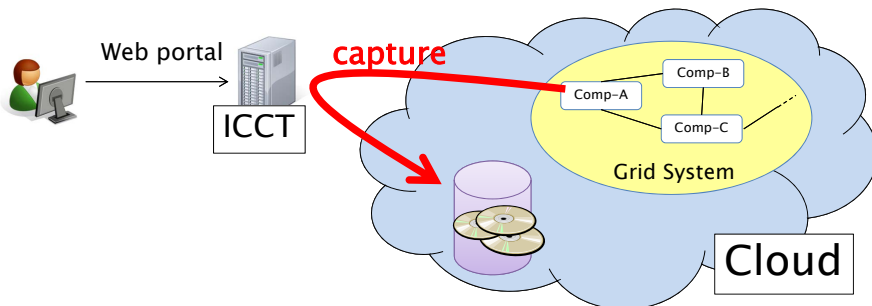 Web portal
capture
ICCT
Comp-A
Comp-B
Comp-C
Grid System
Cloud